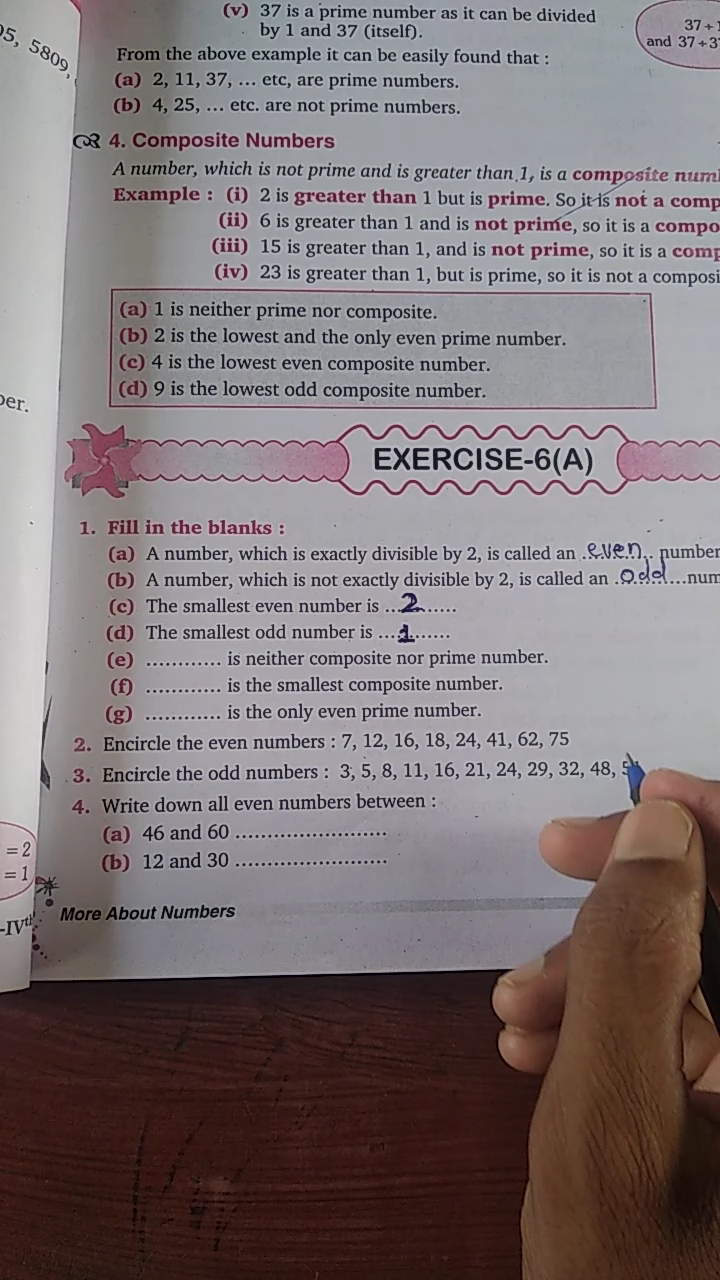 05, 5809,
(v) 37 is a prime number as it can be divided
by 1 and 37 (itself).
37÷1
and 37÷3
From the above example it can be easily found that :
(a) 2, 11, 37, ... etc, are prime numbers.
(b) 4, 25, ... etc. are not prime numbers.
4. Composite Numbers
A number, which is not prime and is greater than 1, is a composite num
Example : (i) 2 is greater than 1 but is prime. So it is not a comp
(ii) 6 is greater than 1 and is not prime, so it is a compo
(iii) 15 is greater than 1, and is not prime, so it is a comp
(iv) 23 is greater than 1, but is prime, so it is not a composi
(a) 1 is neither prime nor composite.
(b) 2 is the lowest and the only even prime number.
(c) 4 is the lowest even composite number.
(d) 9 is the lowest odd composite number.
ber.
EXERCISE-6(A)
1. Fill in the blanks :
(a) A number, which is exactly divisible by 2, is called an .even.. number
(b) A number, which is not exactly divisible by 2, is called an .odd...num
(c) The smallest even number is ...2......
(d) The smallest odd number is ...1.......
(e) ............ is neither composite nor prime number.
(f) ............ is the smallest composite number.
(g) ............ is the only even prime number.
2. Encircle the even numbers : 7, 12, 16, 18, 24, 41, 62, 75
3. Encircle the odd numbers : 3, 5, 8, 11, 16, 21, 24, 29, 32, 48,
4. Write down all even numbers between :
(a) 46 and 60 ........................
(b) 12 and 30 ........................
=2
=1
-IVth
More About Numbers